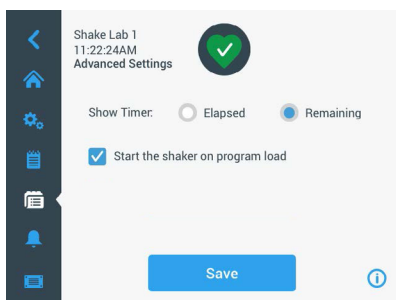 Shake Lab 1
11:22:24AM
Advanced Settings
Show Timer: Elapsed Remaining
Start the shaker on program load
Save